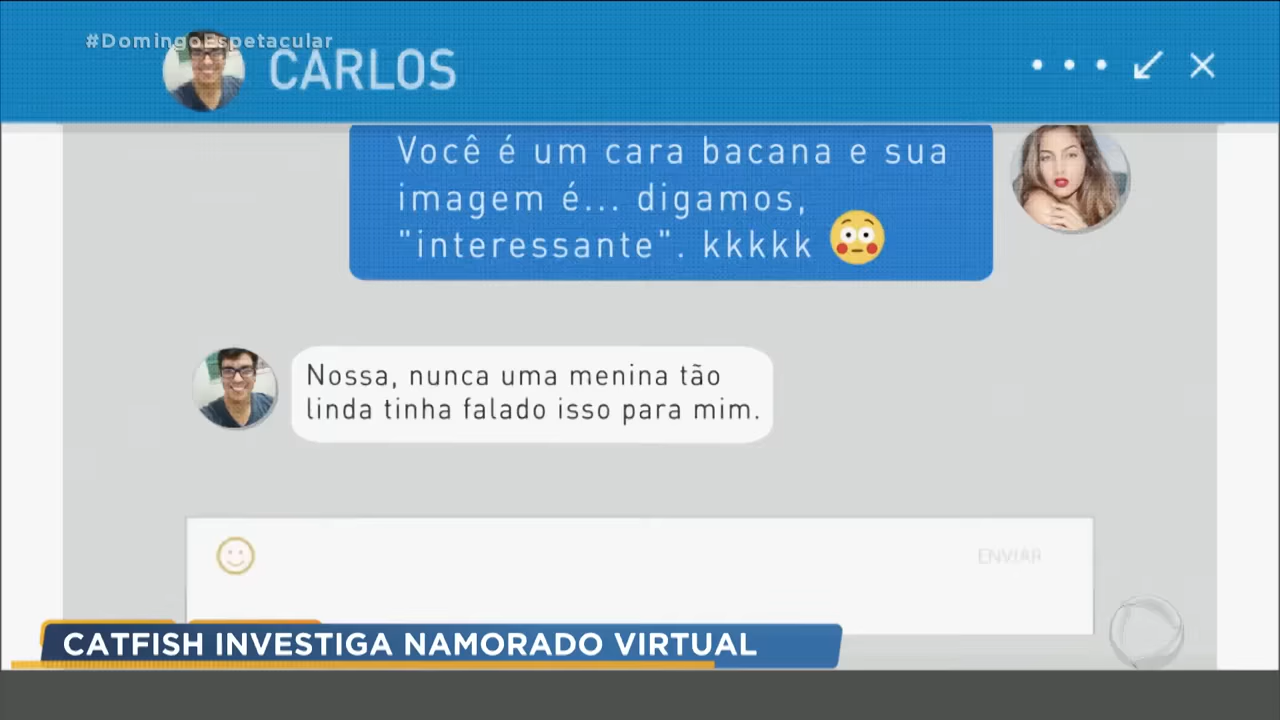 #DomingoEspetacular
CARLOS
Você é um cara bacana e sua
imagem é... digamos,
"interessante". kkkkk
Nossa, nunca uma menina tão
linda tinha falado isso para mim.
ENVIAR
CATFISH INVESTIGA NAMORADO VIRTUAL